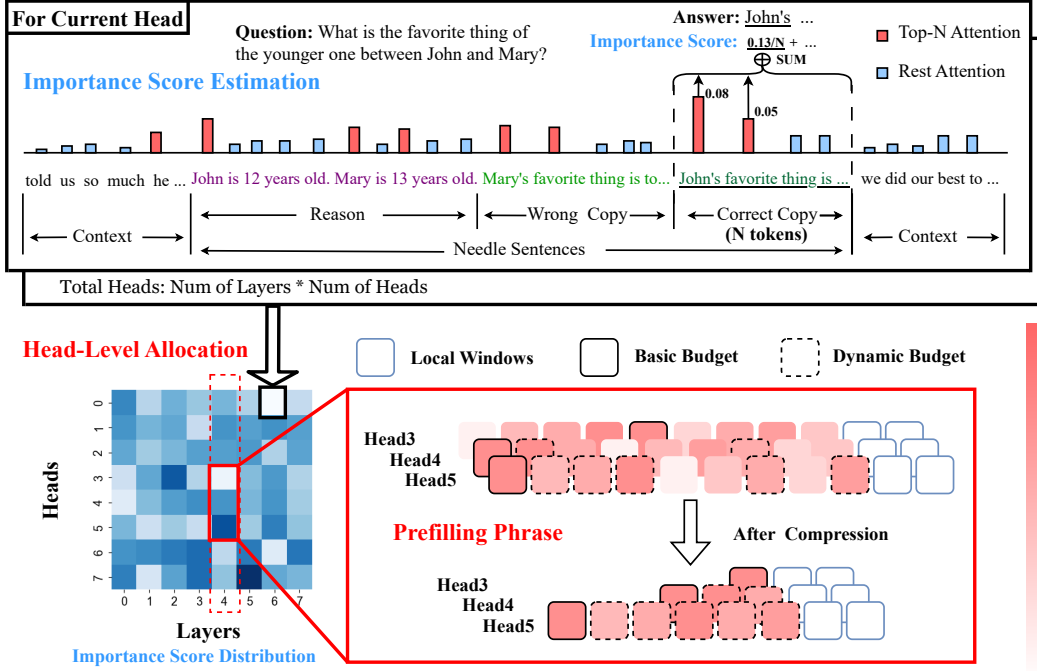 For Current Head
Question: What is the favorite thing of
the younger one between John and Mary?
Answer: John's ...
Importance Score: 0.13/N + ...
SUM
Top-N Attention
Rest Attention
Importance Score Estimation
0.08
0.05
told us so much he ... John is 12 years old. Mary is 13 years old. Mary's favorite thing is to... John's favorite thing is ... we did our best to ...
Context
Reason
Wrong Copy
Correct Copy
(N tokens)
Context
Needle Sentences
Total Heads: Num of Layers * Num of Heads
Head-Level Allocation
Local Windows
Basic Budget
Dynamic Budget
Heads
0
1
2
3
4
5
6
7
0 1 2 3 4 5 6 7
Layers
Importance Score Distribution
Head3
Head4
Head5
Prefilling Phrase
After Compression
Head3
Head4
Head5